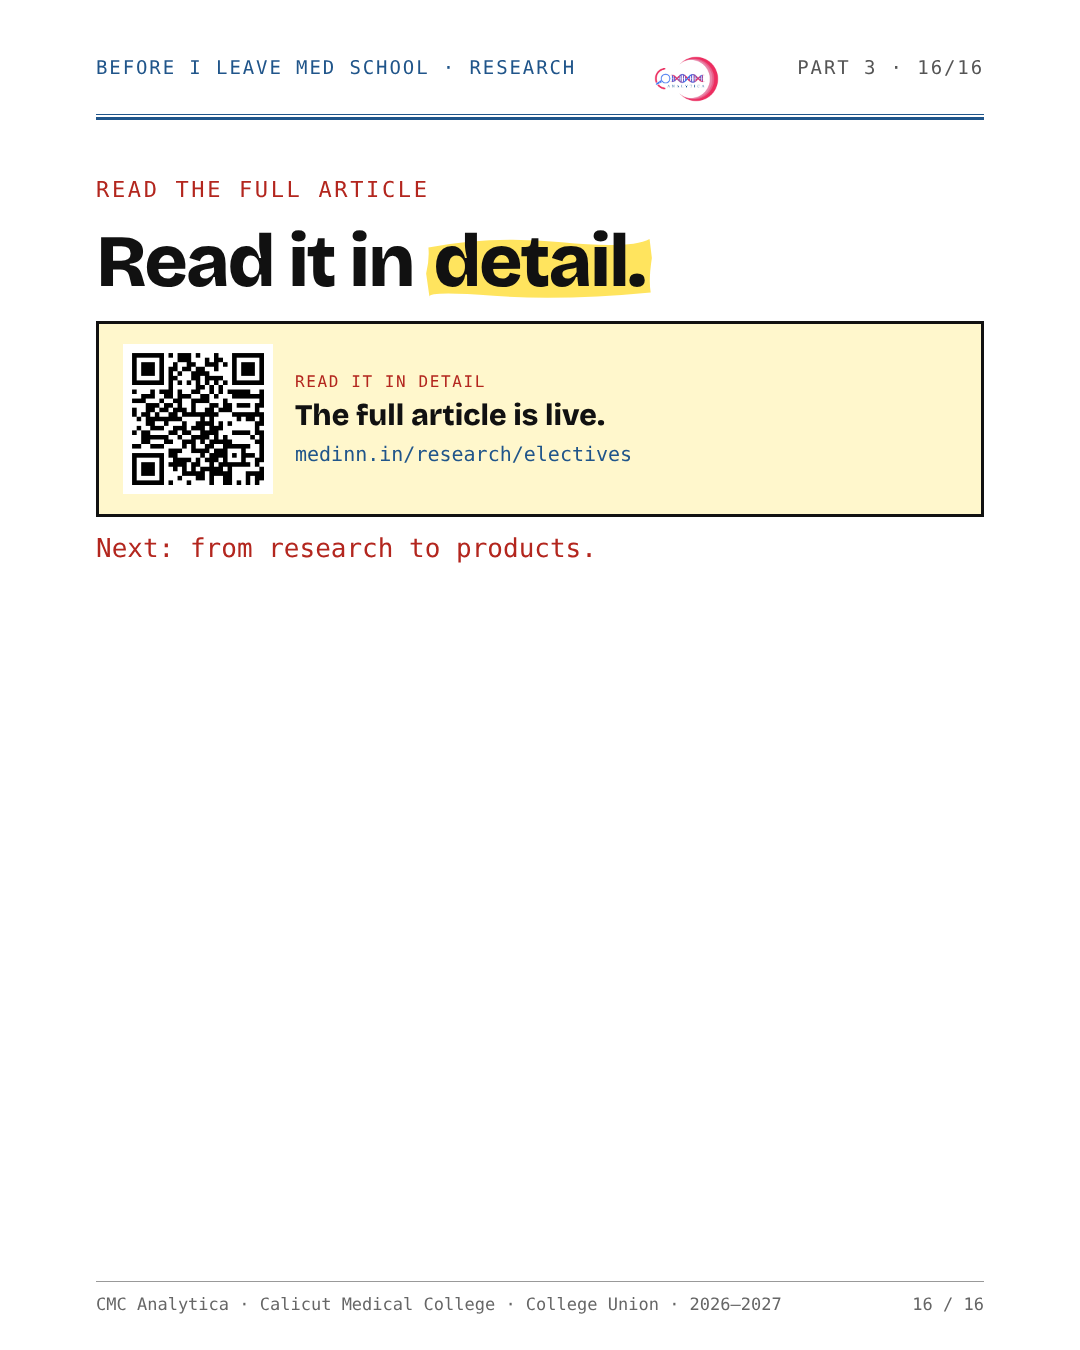 BEFORE I LEAVE MED SCHOOL · RESEARCH
ANALYTICA
PART 3 · 16/16
READ THE FULL ARTICLE
Read it in detail.
READ IT IN DETAIL
The full article is live.
medinn.in/research/electives
Next: from research to products.
CMC Analytica · Calicut Medical College · College Union · 2026–2027
16 / 16